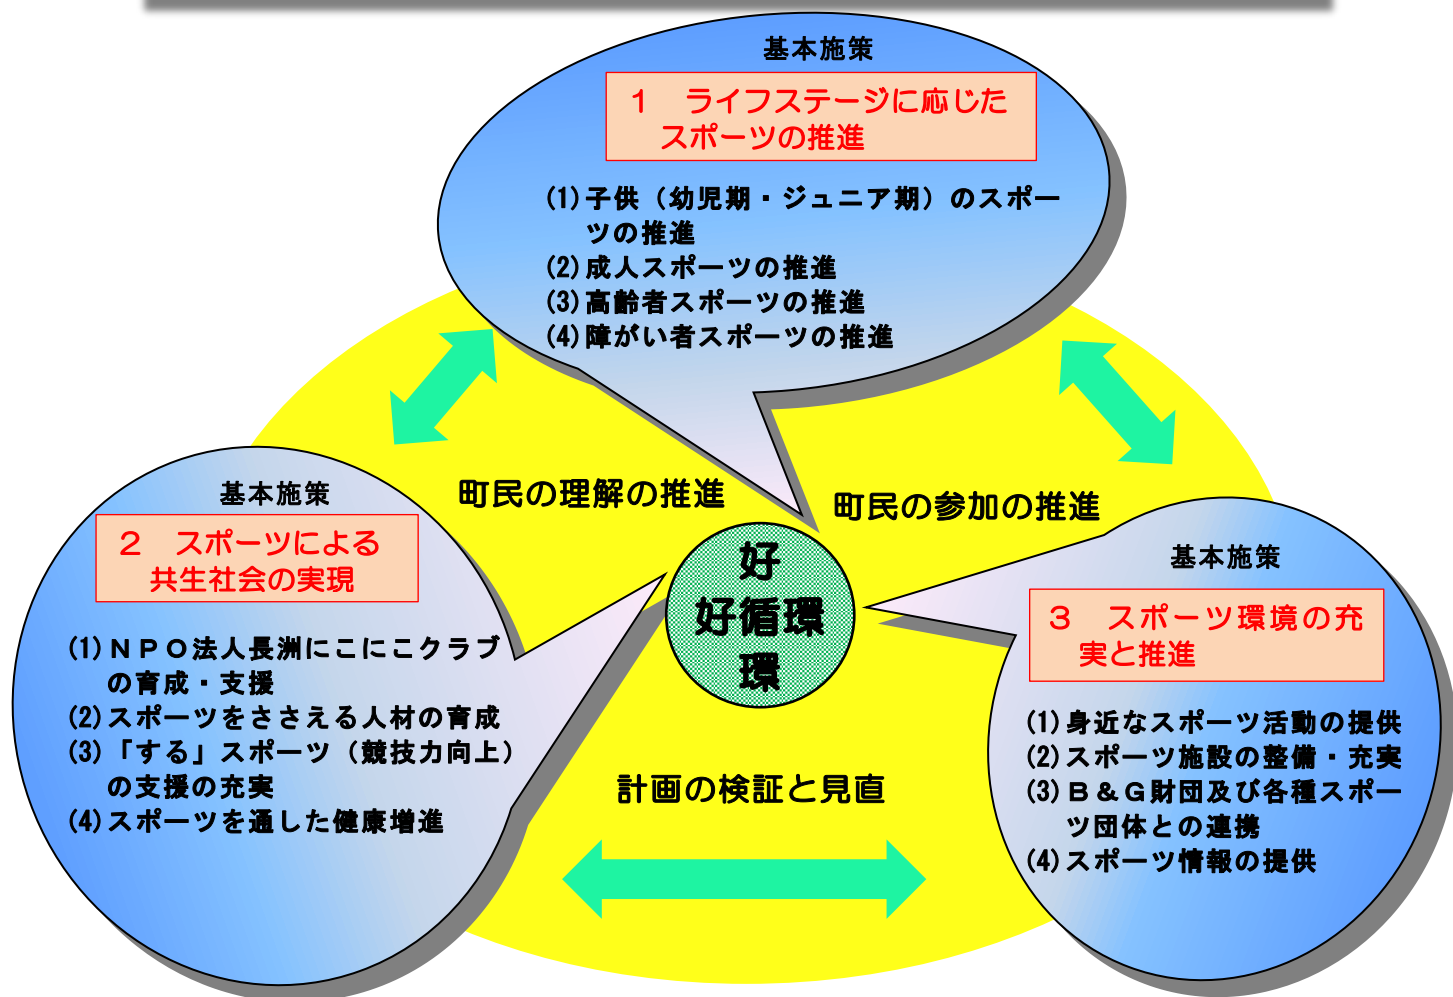 基本施策
１　ライフステージに応じた
スポーツの推進
(1)子供（幼児期・ジュニア期）のスポー
ツの推進
(2)成人スポーツの推進
(3)高齢者スポーツの推進
(4)障がい者スポーツの推進
町民の理解の推進
町民の参加の推進
基本施策
２　スポーツによる
共生社会の実現
(1)ＮＰＯ法人長洲にこにこクラブ
の育成・支援
(2)スポーツをささえる人材の育成
(3)「する」スポーツ（競技力向上）
の支援の充実
(4)スポーツを通した健康増進
好
好循環
環
基本施策
３　スポーツ環境の充
実と推進
(1)身近なスポーツ活動の提供
(2)スポーツ施設の整備・充実
(3)Ｂ＆Ｇ財団及び各種スポー
ツ団体との連携
(4)スポーツ情報の提供
計画の検証と見直